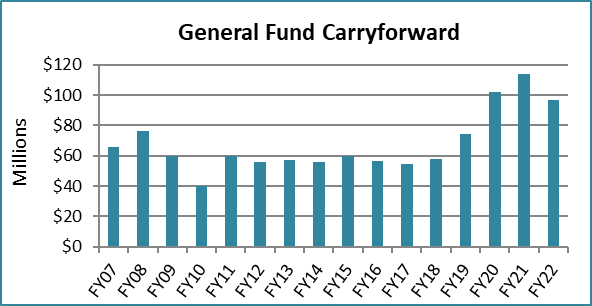 General Fund Carryforward
Millions
$120
$100
$80
$60
$40
$20
$0
FY07
FY08
FY09
FY10
FY11
FY12
FY13
FY14
FY15
FY16
FY17
FY18
FY19
FY20
FY21
FY22